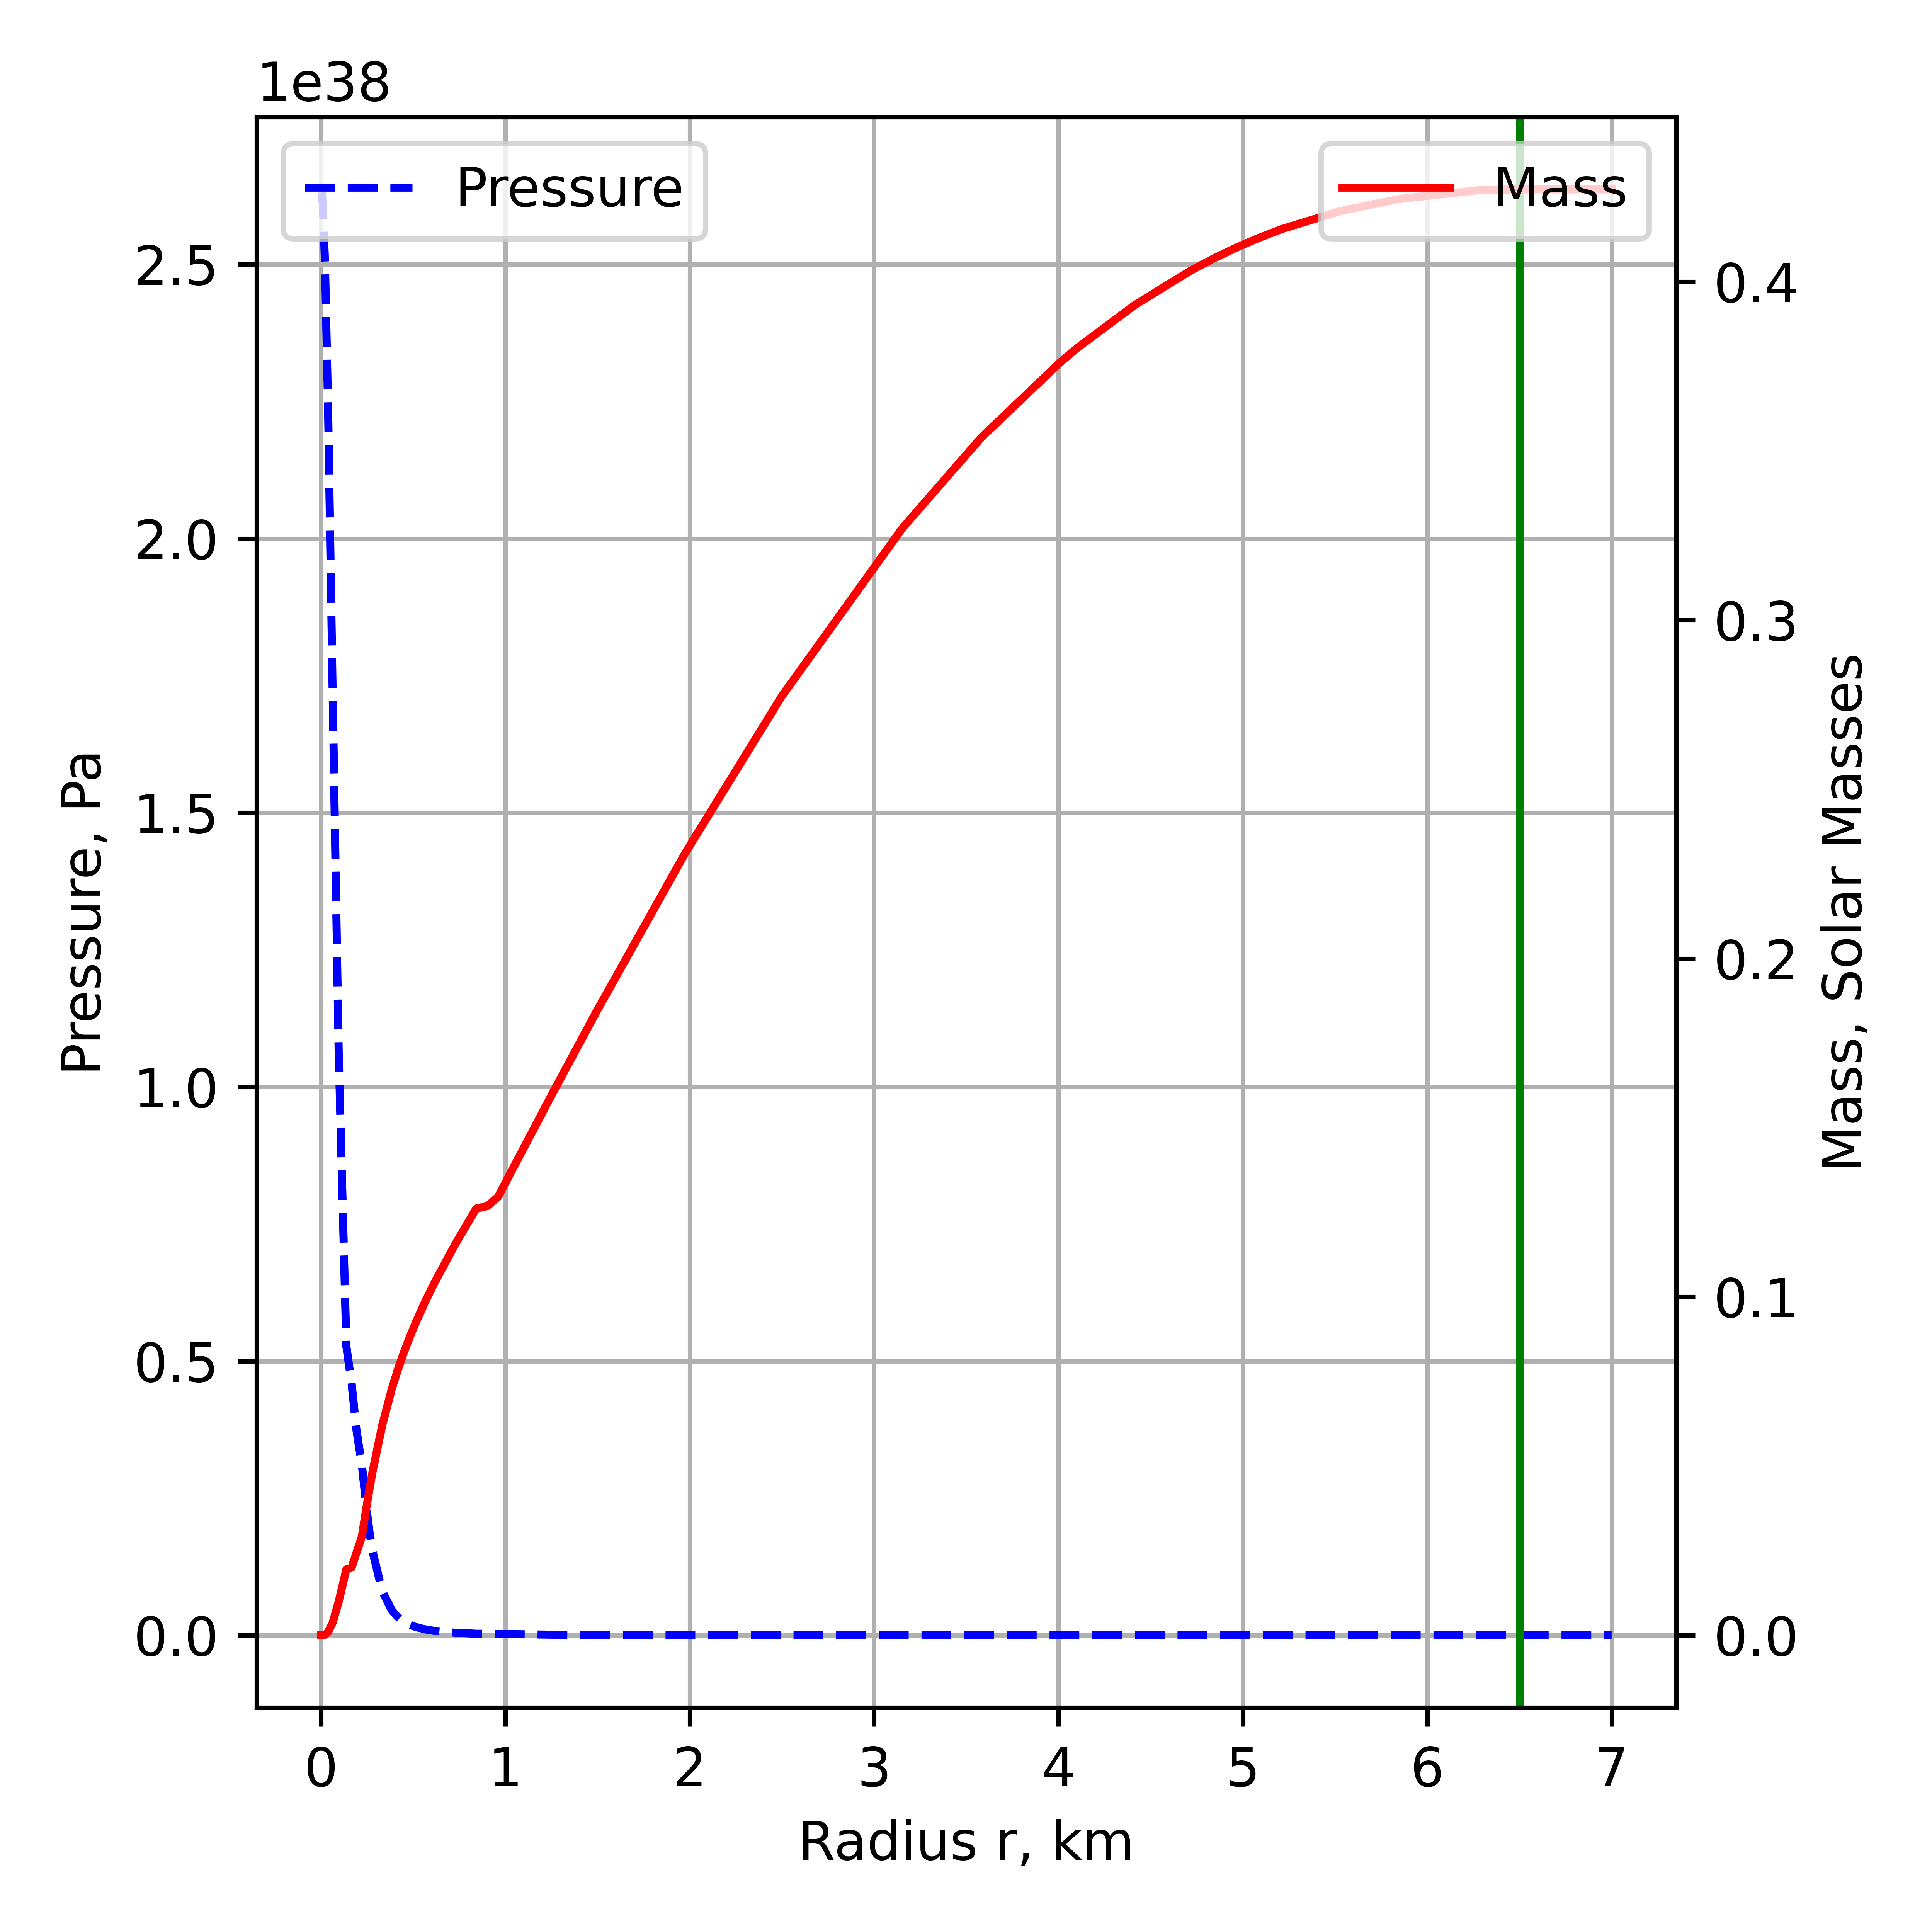 1e38
Pressure
Mass
2.5
2.0
1.5
1.0
0.5
0.0
Pressure, Pa
0.4
0.3
0.2
0.1
0.0
Mass, Solar Masses
0 1 2 3 4 5 6 7
Radius r, km